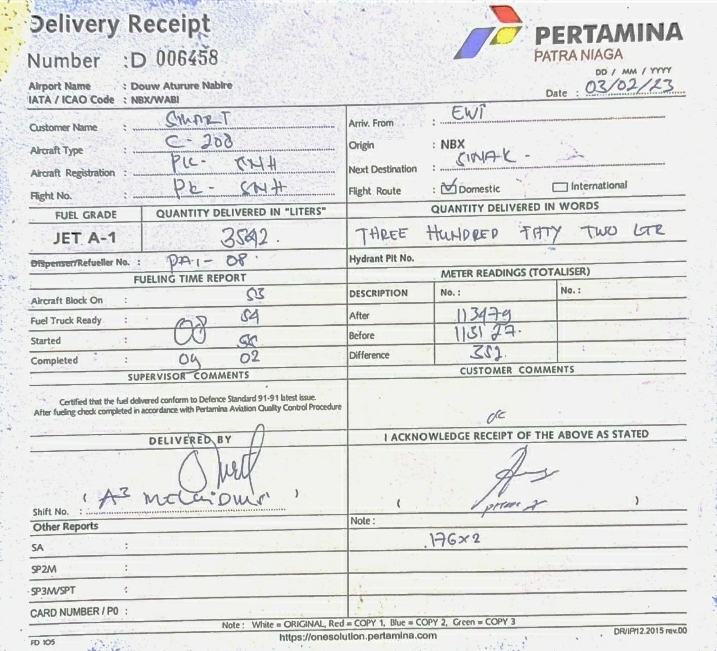 Delivery Receipt
Number : D 006458
PERTAMINA
PATRA NIAGA
Airport Name : Douw Aturure Nabire
IATA / ICAO Code : NBX/WABI
DD / MM / YYYY
Date : 03/02/23
Customer Name : SMART
Aircraft Type : C-208
Aircraft Registration : PK- SNH
Flight No. : PK- SNH
Arriv. From : EWI
Origin : NBX
Next Destination : SINAK -
Flight Route : Domestic International
FUEL GRADE QUANTITY DELIVERED IN "LITERS" QUANTITY DELIVERED IN WORDS
JET A-1 352. THREE HUNDRED FIFTY TWO LTR
Dispenser/Refueller No. : PAI- 08. Hydrant Pit No.
FUELING TIME REPORT METER READINGS (TOTALISER)
Aircraft Block On : 53
Fuel Truck Ready : 54
Started : 08
Completed : 09 02
DESCRIPTION No. : No. :
After 113479
Before 113127.
Difference 352.
SUPERVISOR COMMENTS CUSTOMER COMMENTS
Certified that the fuel delivered conform to Defence Standard 91-91 latest issue.
After fueling check completed in accordance with Pertamina Aviation Quality Control Procedure
DELIVERED BY I ACKNOWLEDGE RECEIPT OF THE ABOVE AS STATED
( )
Shift No. :
( )
Other Reports
SA :
SP2M :
SP3M/SPT :
CARD NUMBER / PO :
Note :
176x2
Note : White = ORIGINAL, Red = COPY 1, Blue = COPY 2, Green = COPY 3
FD 105 https://onesolution.pertamina.com DR/IP/12.2015 rev.00